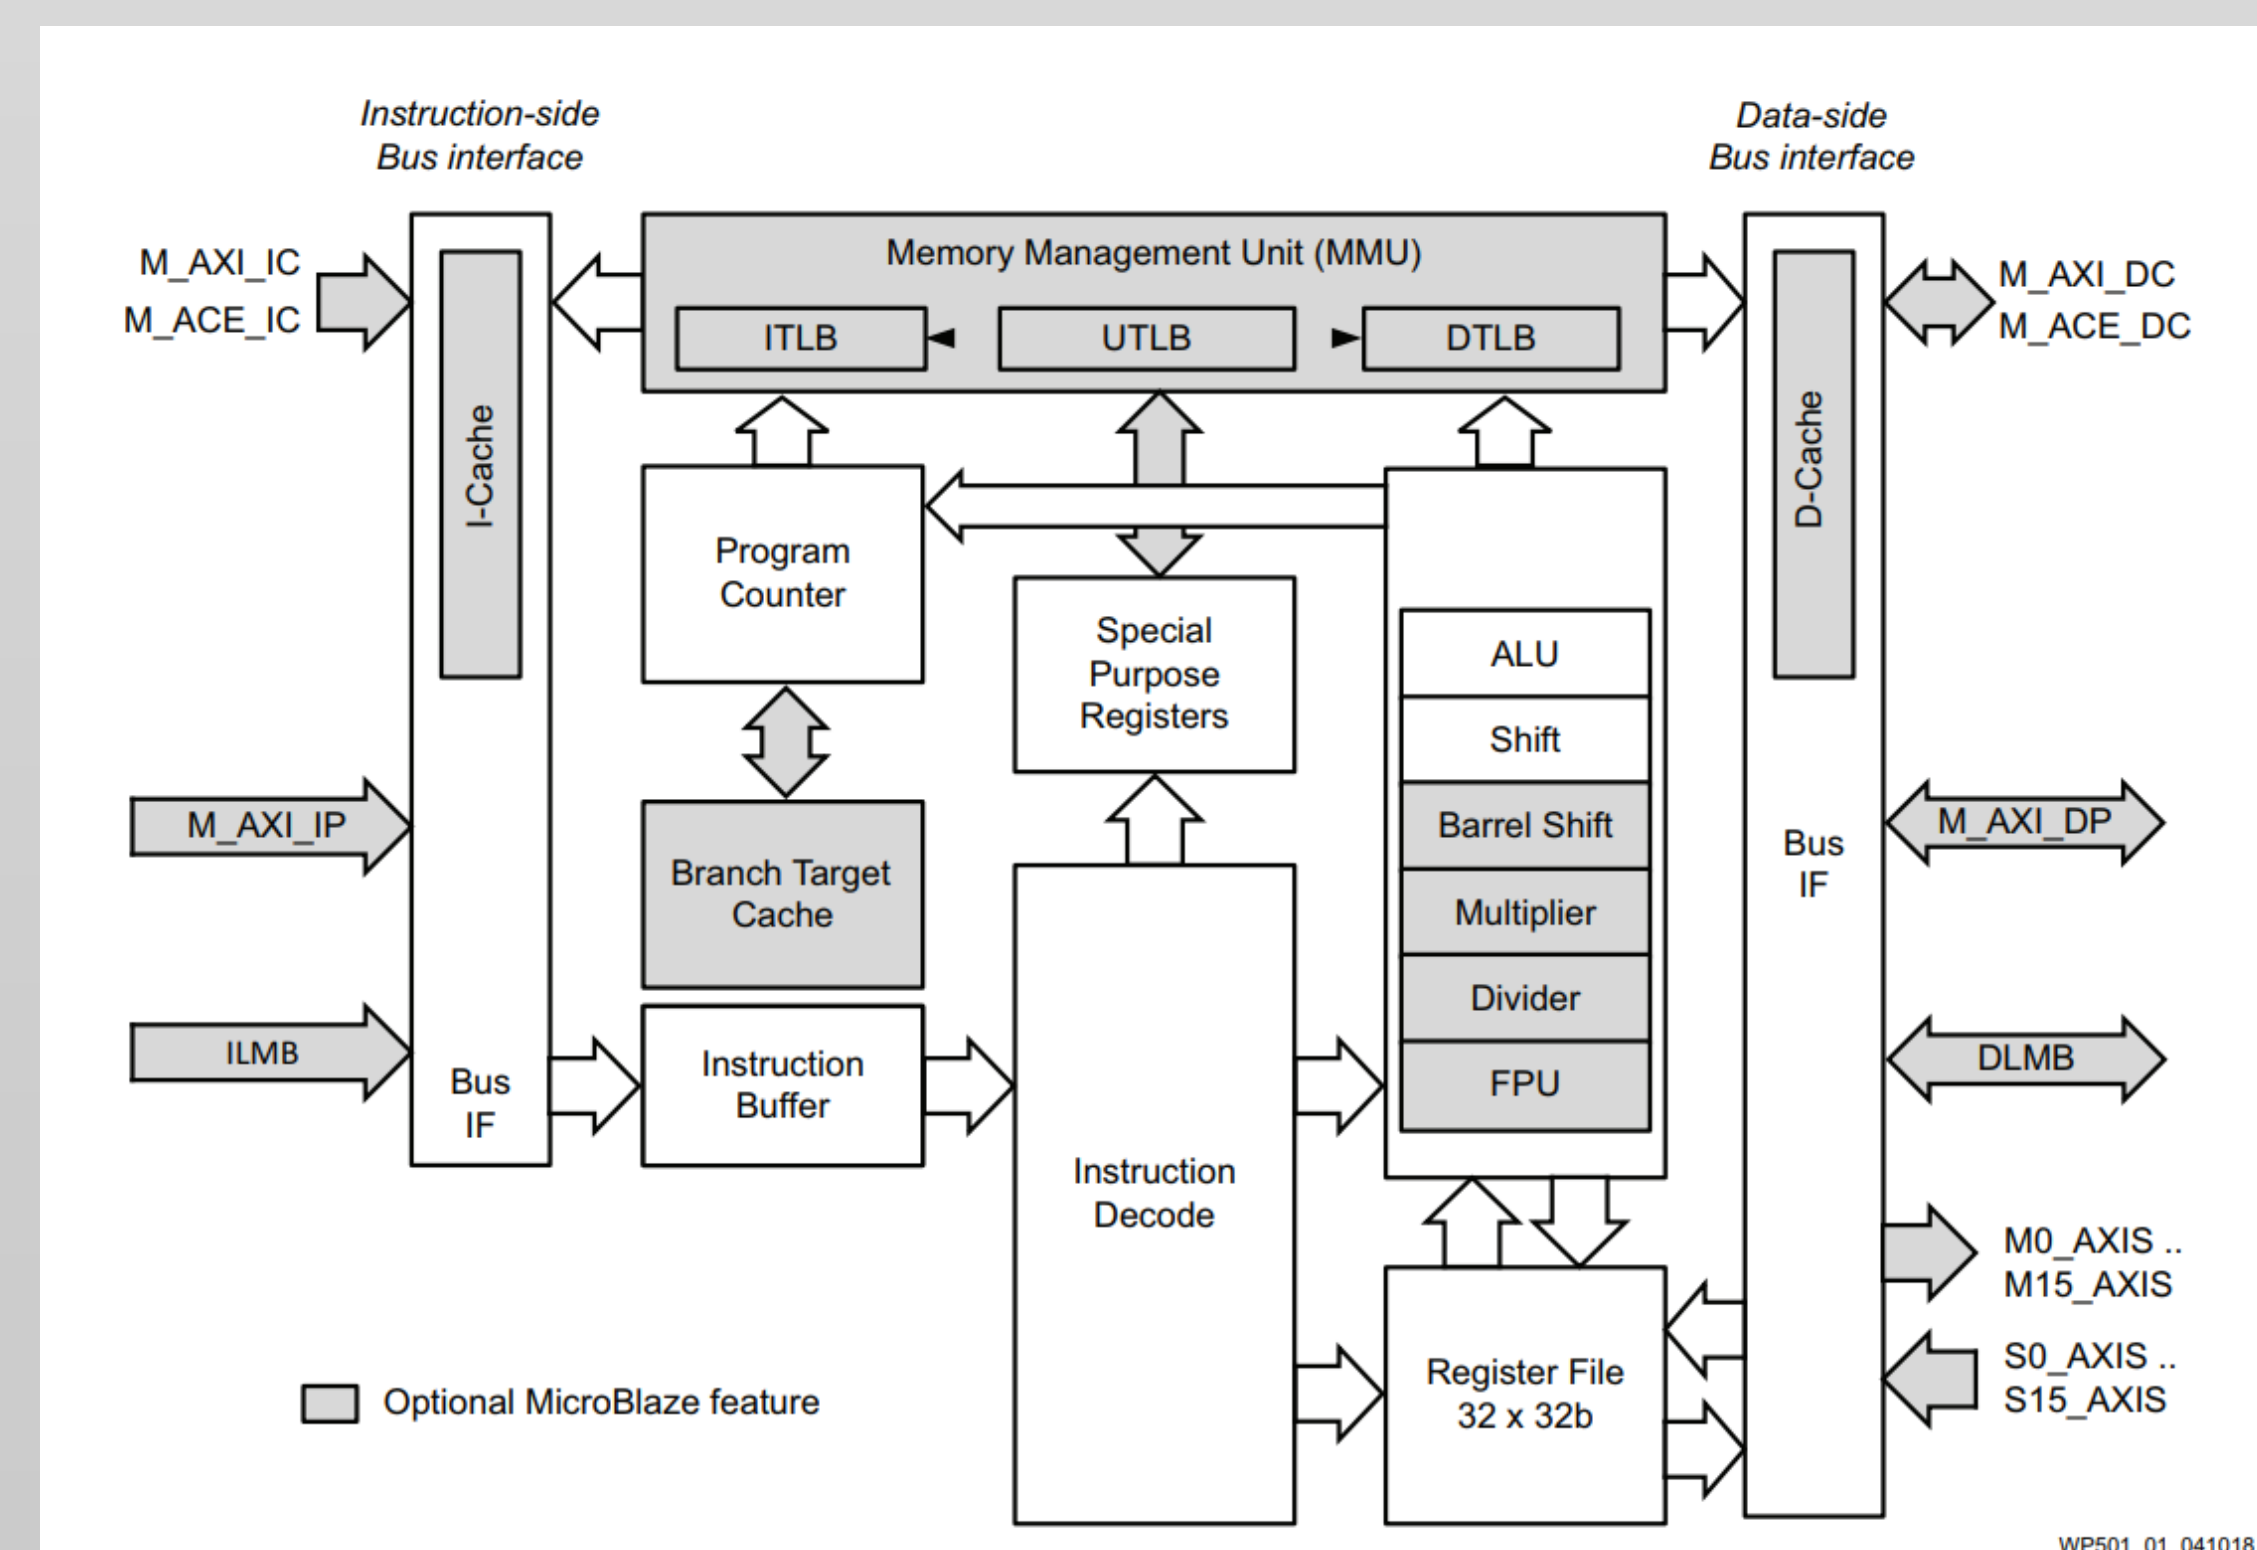 Instruction-side
Bus interface
Data-side
Bus interface
M_AXI_IC
M_ACE_IC
I-Cache
Memory Management Unit (MMU)
ITLB
UTLB
DTLB
D-Cache
M_AXI_DC
M_ACE_DC
Program
Counter
Special
Purpose
Registers
ALU
Shift
Barrel Shift
Multiplier
Divider
FPU
M_AXI_IP
Branch Target
Cache
Bus
IF
M_AXI_DP
ILMB
Bus
IF
Instruction
Buffer
Instruction
Decode
DLMB
M0_AXIS ..
M15_AXIS
S0_AXIS ..
S15_AXIS
Register File
32 x 32b
Optional MicroBlaze feature
WP501_01_041018